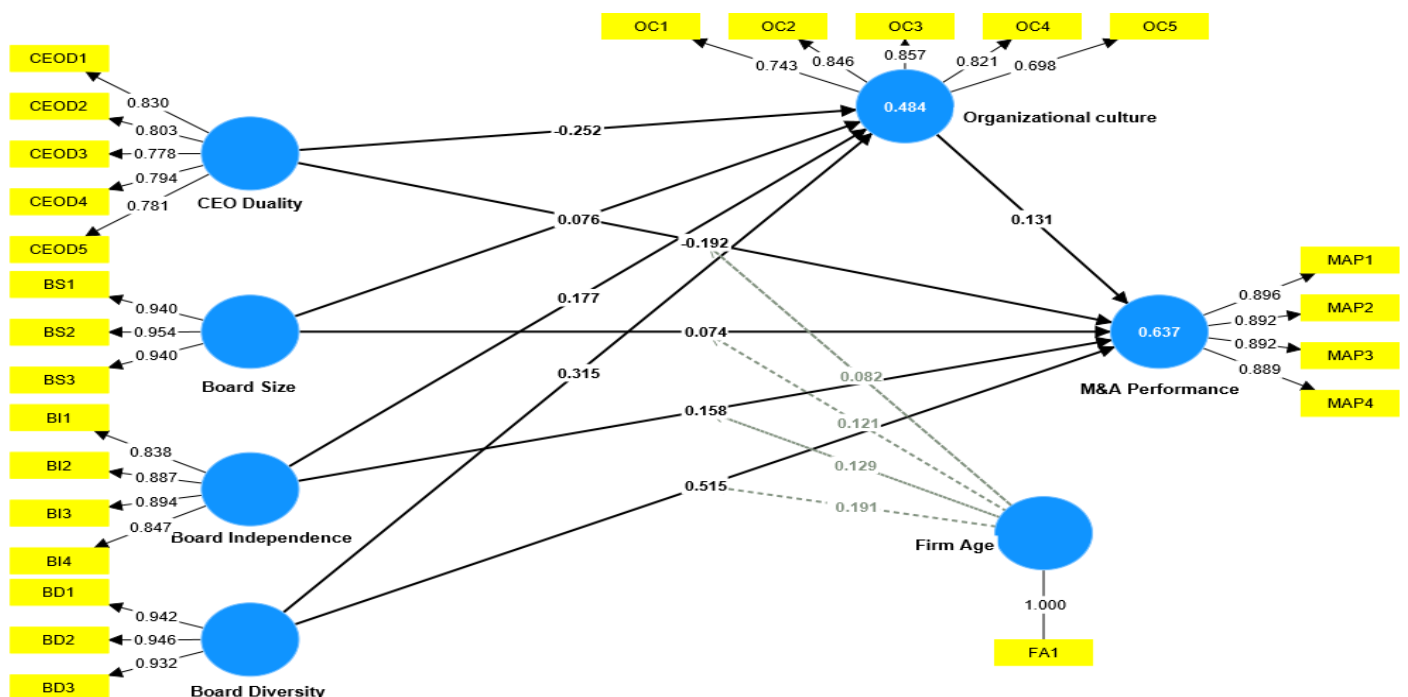 OC1
OC2
OC3
OC4
OC5
0.743
0.846
0.857
0.821
0.698
0.484
Organizational culture
CEOD1
CEOD2
CEOD3
CEOD4
CEOD5
0.830
0.803
0.778
0.794
0.781
CEO Duality
-0.252
0.076
-0.192
0.131
BS1
BS2
BS3
0.940
0.954
0.940
Board Size
0.177
0.074
0.315
MAP1
MAP2
MAP3
MAP4
0.896
0.892
0.892
0.889
0.637
M&A Performance
BI1
BI2
BI3
BI4
0.838
0.887
0.894
0.847
Board Independence
0.158
0.515
0.082
0.121
0.129
0.191
Firm Age
1.000
FA1
BD1
BD2
BD3
0.942
0.946
0.932
Board Diversity